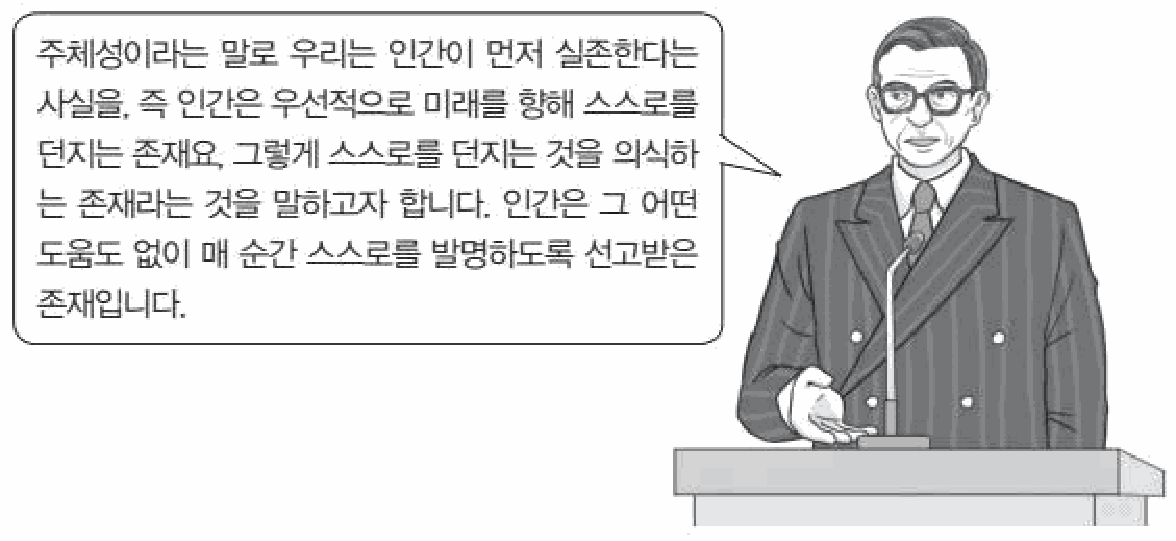 주체성이라는 말로 우리는 인간이 먼저 실존한다는
사실을, 즉 인간은 우선적으로 미래를 향해 스스로를
던지는 존재요, 그렇게 스스로를 던지는 것을 의식하
는 존재라는 것을 말하고자 합니다. 인간은 그 어떤
도움도 없이 매 순간 스스로를 발명하도록 선고받은
존재입니다.